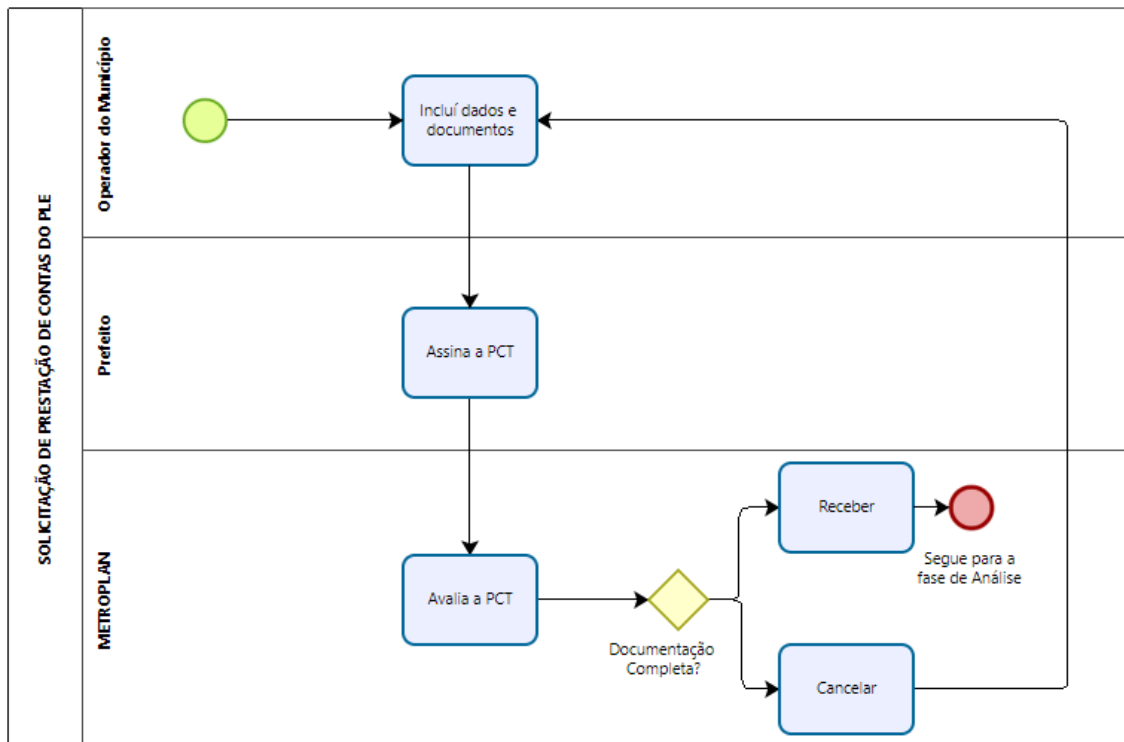 SOLICITAÇÃO DE PRESTAÇÃO DE CONTAS DO PLE
Operador do Município
Incluí dados e
documentos
Prefeito
Assina a PCT
METROPLAN
Avalia a PCT
Documentação
Completa?
Receber
Segue para a
fase de Análise
Cancelar